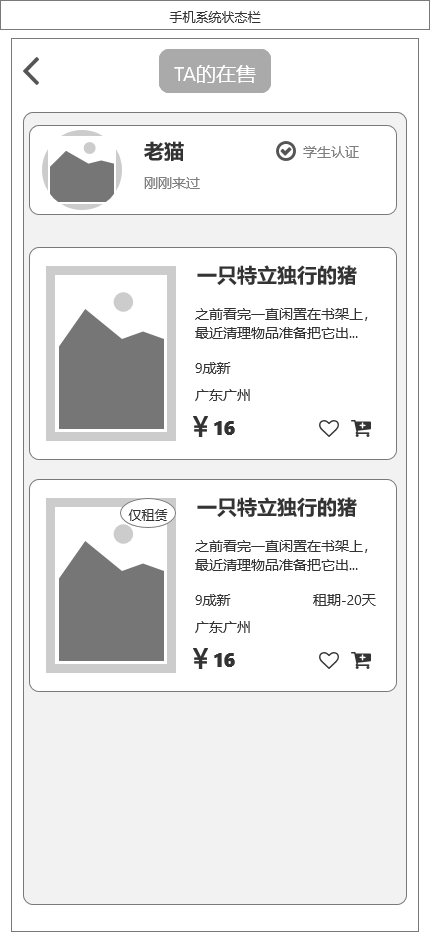 手机系统状态栏
TA的在售
老猫
学生认证
刚刚来过
一只特立独行的猪
之前看完一直闲置在书架上，
最近清理物品准备把它出...
9成新
广东广州
¥ 16
仅租赁
一只特立独行的猪
之前看完一直闲置在书架上，
最近清理物品准备把它出...
9成新 租期-20天
广东广州
¥ 16